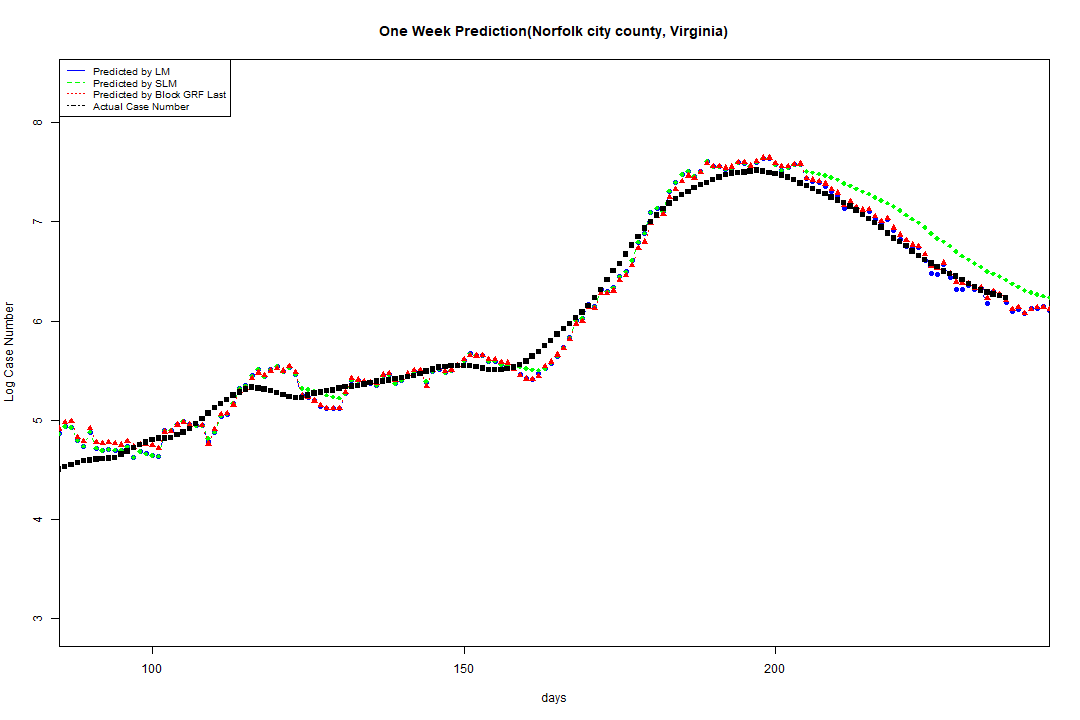 One Week Prediction(Norfolk city county, Virginia)
Predicted by LM
Predicted by SLM
Predicted by Block GRF Last
Actual Case Number
8
7
6
5
4
3
Log Case Number
100 150 200
days